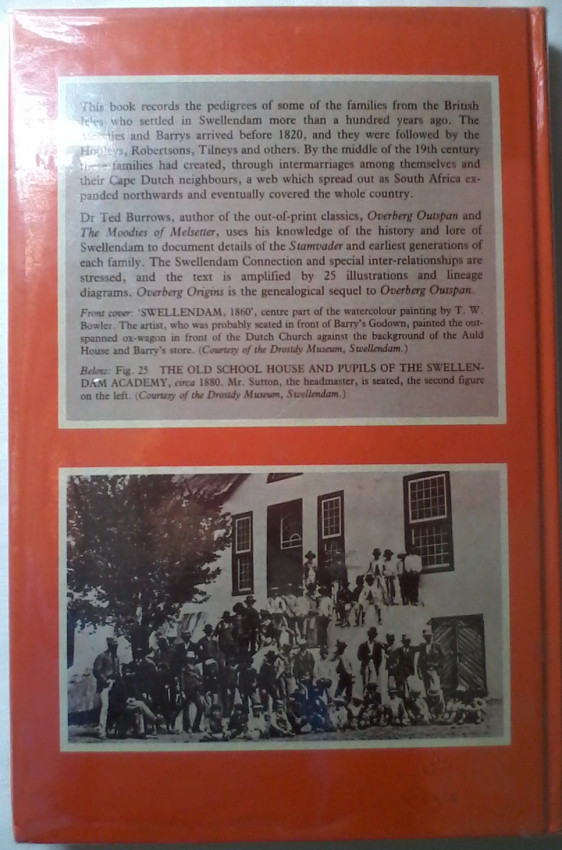 This book records the pedigrees of some of the families from the British
Isles who settled in Swellendam more than a hundred years ago. The
Moodies and Barrys arrived before 1820, and they were followed by the
Robertsons, Tilneys and others. By the middle of the 19th century
these families had created, through intermarriages among themselves and
their Cape Dutch neighbours, a web which spread out as South Africa ex-
panded northwards and eventually covered the whole country.
Dr Ted Burrows, author of the out-of-print classics, Overberg Outspan and
The Moodies of Melsetter, uses his knowledge of the history and lore of
Swellendam to document details of the Stamvader and earliest generations of
each family. The Swellendam Connection and special inter-relationships are
stressed, and the text is amplified by 25 illustrations and lineage
diagrams. Overberg Origins is the genealogical sequel to Overberg Outspan.
Front cover: 'SWELLENDAM, 1860', centre part of the watercolour painting by T. W.
Bowler. The artist, who was probably seated in front of Barry's Godown, painted the out-
spanned ox-wagon in front of the Dutch Church against the background of the Auld
House and Barry's store. (Courtesy of the Drostdy Museum, Swellendam.)
Below: Fig. 25 THE OLD SCHOOL HOUSE AND PUPILS OF THE SWELLEN-
DAM ACADEMY, circa 1880. Mr. Sutton, the headmaster, is seated, the second figure
on the left. (Courtesy of the Drostdy Museum, Swellendam.)